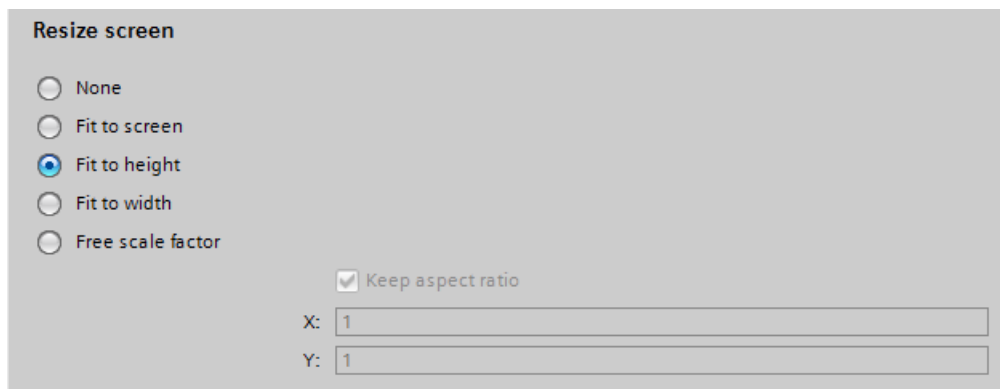 Resize screen
None
Fit to screen
Fit to height
Fit to width
Free scale factor
Keep aspect ratio
X: 1
Y: 1